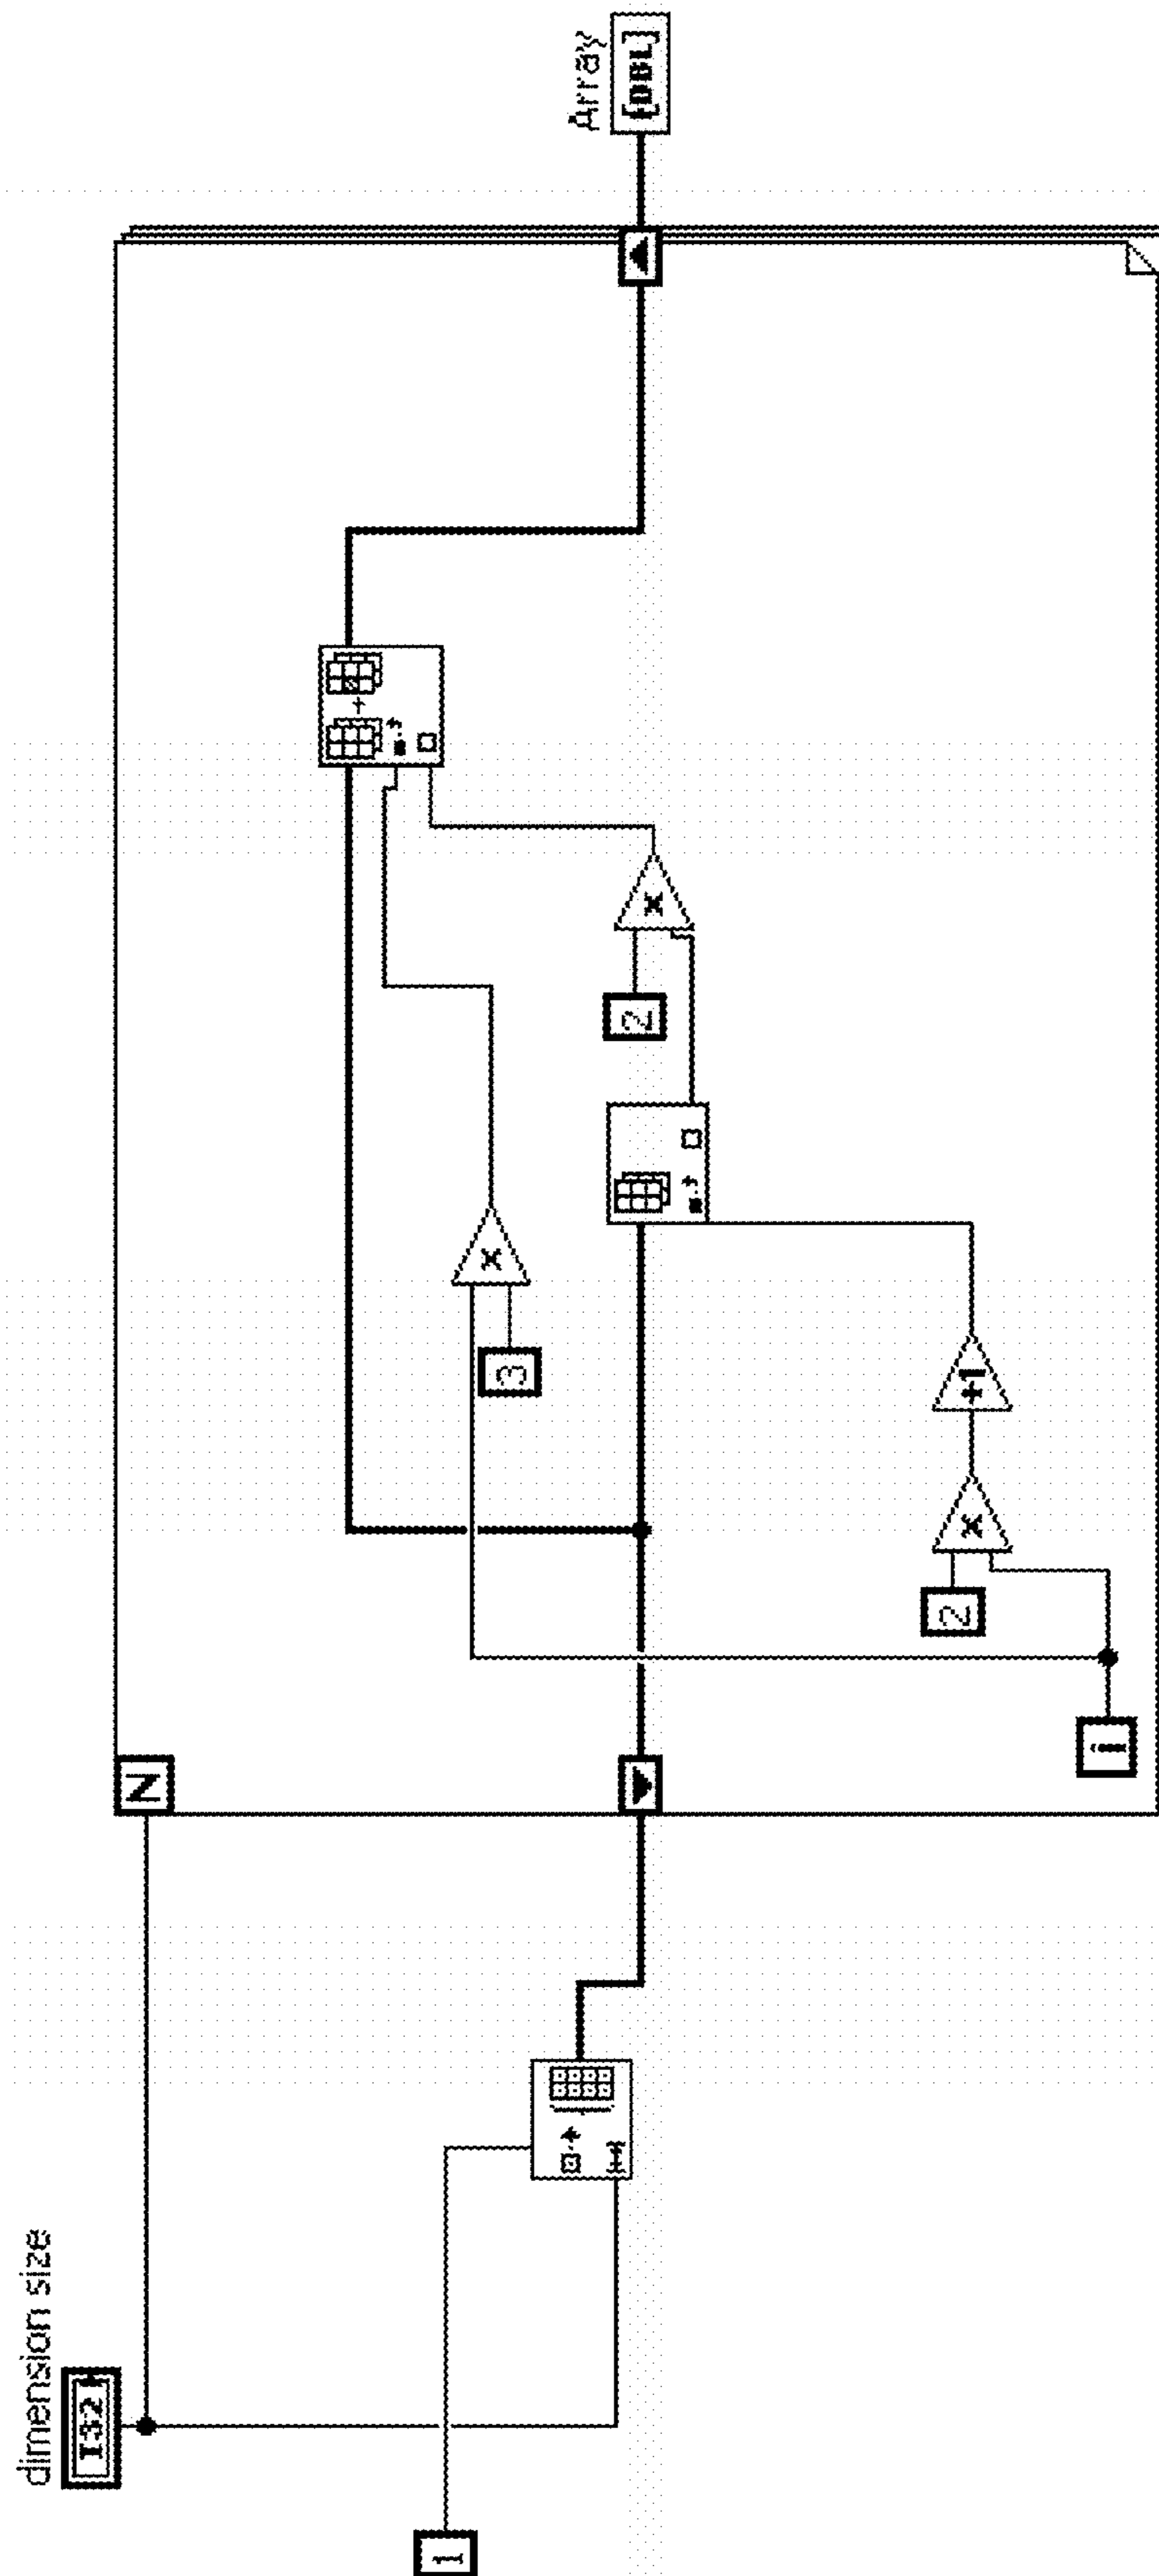 dimension size
I32
1
N
i
2
×
+1
3
×
2
×
Array
[DBL]